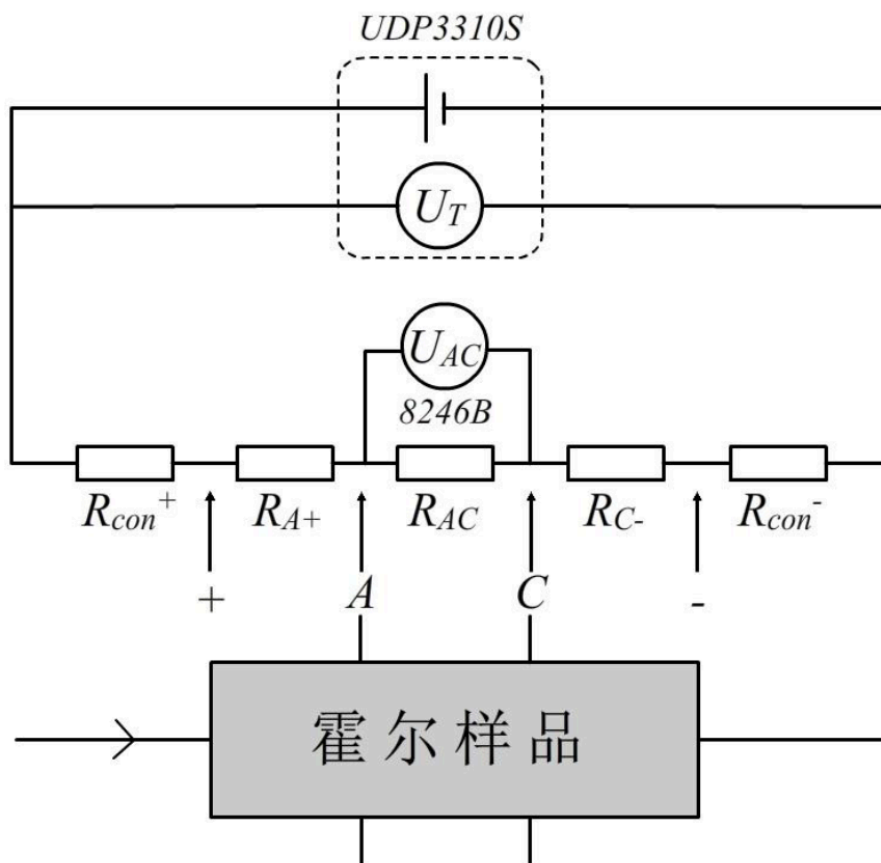 UDP3310S
U_T
U_AC
8246B
R_con^+ R_A+ R_AC R_C- R_con^-
+ A C -
霍尔样品